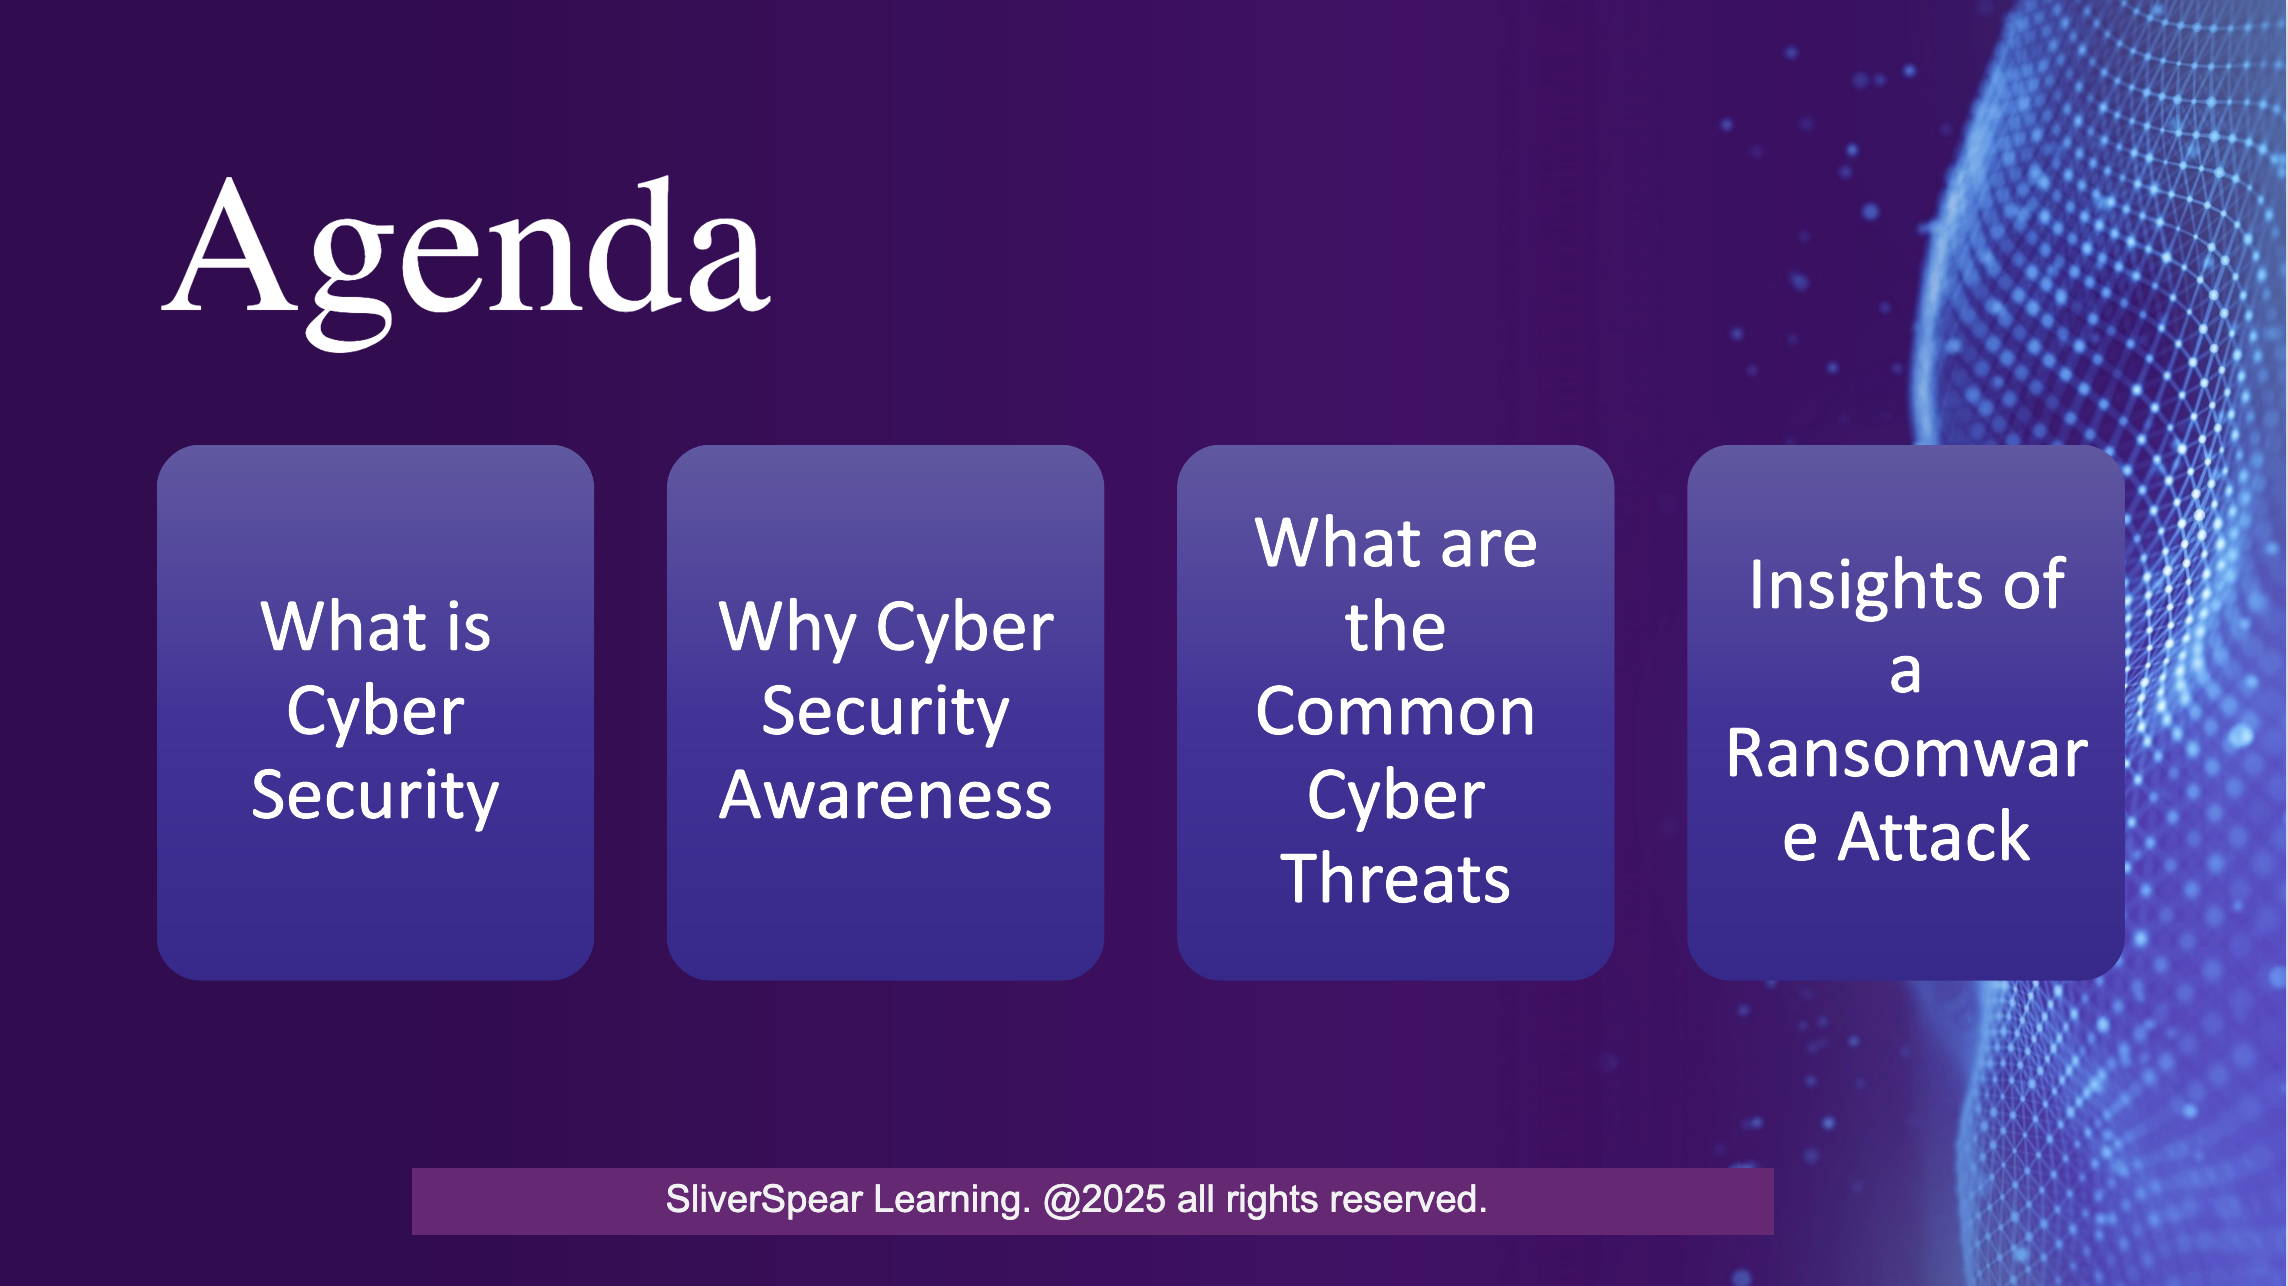 Agenda
What is
Cyber
Security
Why Cyber
Security
Awareness
What are
the
Common
Cyber
Threats
Insights of
a
Ransomwar
e Attack
SliverSpear Learning. @2025 all rights reserved.